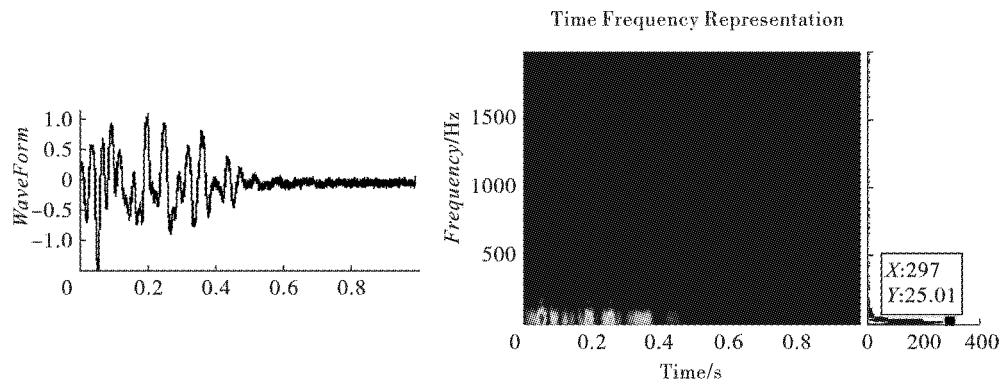 Time Frequency Representation
WaveForm
1.0
0.5
0
−0.5
−1.0
0 0.2 0.4 0.6 0.8
Frequency/Hz
1500
1000
500
X:297
Y:25.01
0 0.2 0.4 0.6 0.8
0 200 400
Time/s